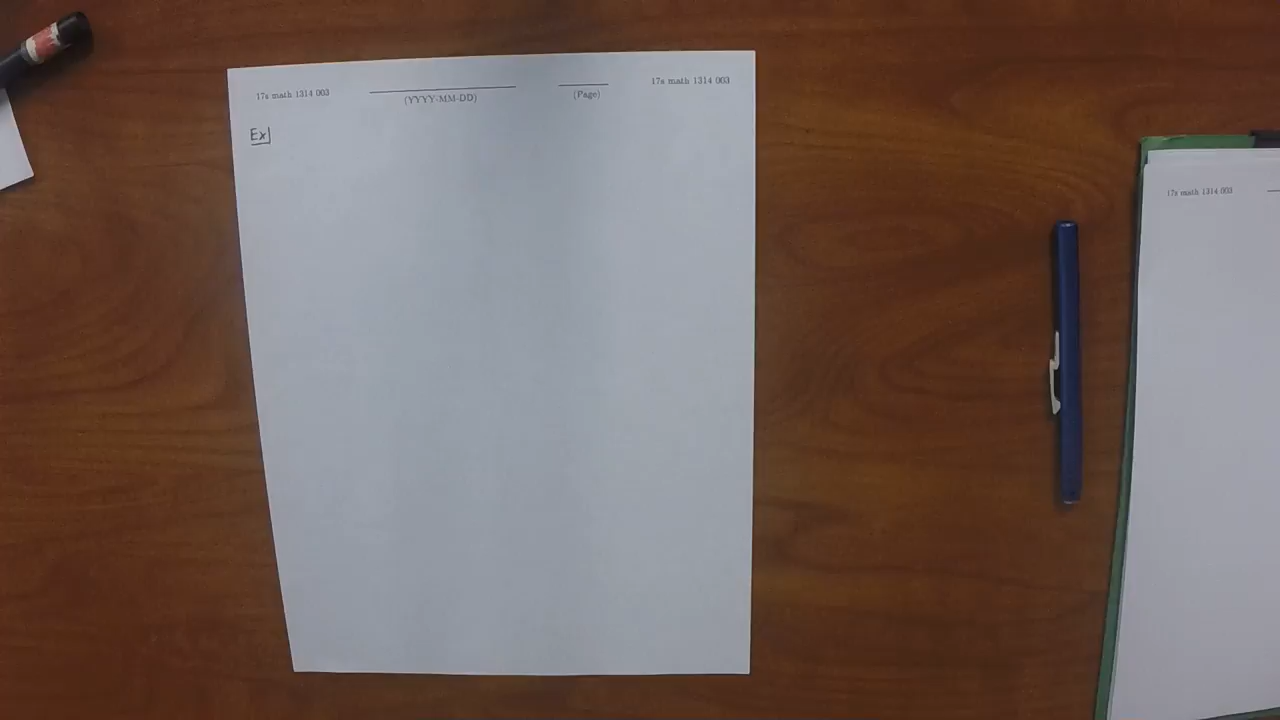 17s math 1314 003 (YYYY-MM-DD) (Page) 17s math 1314 003
Ex
17s math 1314 003